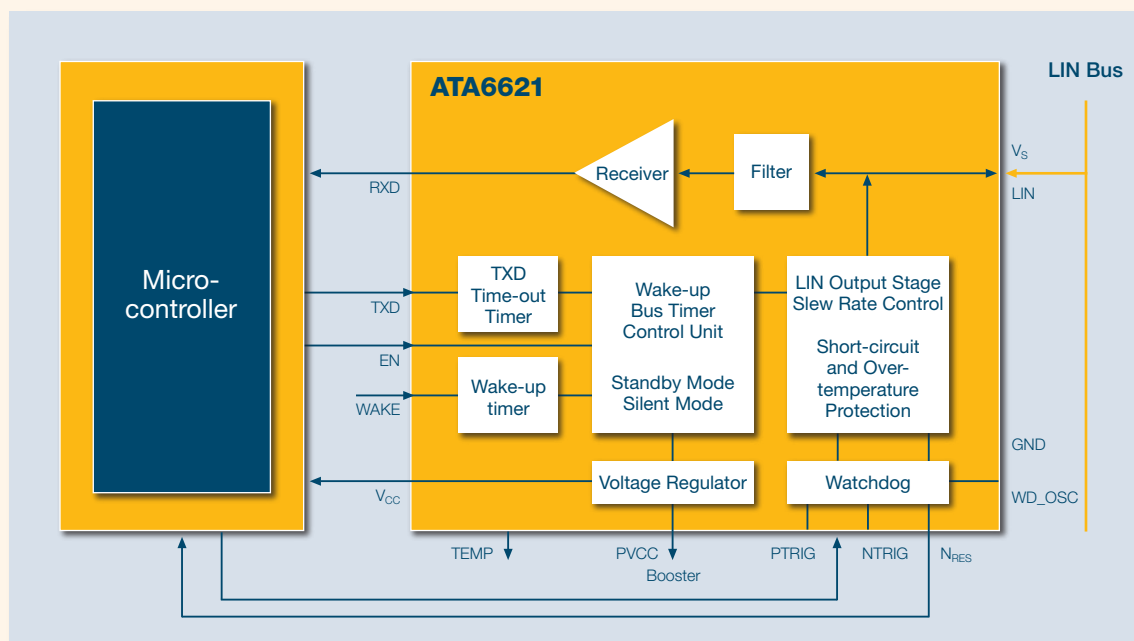 ATA6621
LIN Bus
Micro-
controller
RXD
Receiver
Filter
VS
LIN
TXD
TXD
Time-out
Timer
Wake-up
Bus Timer
Control Unit
Standby Mode
Silent Mode
LIN Output Stage
Slew Rate Control
Short-circuit
and Over-
temperature
Protection
EN
WAKE
Wake-up
timer
GND
VCC
Voltage Regulator
Watchdog
WD_OSC
TEMP
PVCC
Booster
PTRIG
NTRIG
NRES